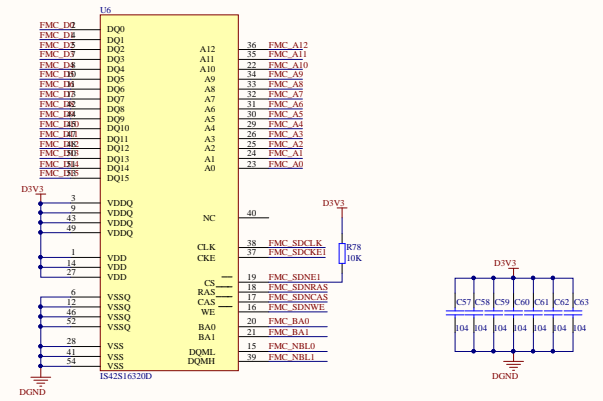 U6
DQ0
DQ1
DQ2
DQ3
DQ4
DQ5
DQ6
DQ7
DQ8
DQ9
DQ10
DQ11
DQ12
DQ13
DQ14
DQ15
A12 36 FMC_A12
A11 35 FMC_A11
A10 22 FMC_A10
A9 34 FMC_A9
A8 33 FMC_A8
A7 32 FMC_A7
A6 31 FMC_A6
A5 30 FMC_A5
A4 29 FMC_A4
A3 26 FMC_A3
A2 25 FMC_A2
A1 24 FMC_A1
A0 23 FMC_A0
D3V3
3 VDDQ
9 VDDQ
43 VDDQ
49 VDDQ
1 VDD
14 VDD
27 VDD
6 VSSQ
12 VSSQ
46 VSSQ
52 VSSQ
28 VSS
41 VSS
54 VSS
DGND
NC 40
CLK 38 FMC_SDCLK
CKE 37 FMC_SDCKE1
CS 19 FMC_SDNE1
RAS 18 FMC_SDNRAS
CAS 17 FMC_SDNCAS
WE 16 FMC_SDNWE
BA0 20 FMC_BA0
BA1 21 FMC_BA1
DQML 15 FMC_NBL0
DQMH 39 FMC_NBL1
IS42S16320D
D3V3
R78
10K
D3V3
C57 C58 C59 C60 C61 C62 C63
104 104 104 104 104 104 104
DGND